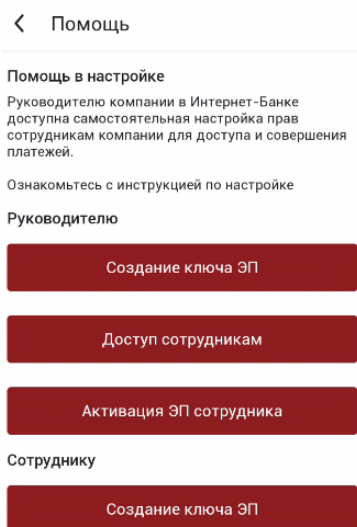 Помощь
Помощь в настройке
Руководителю компании в Интернет-Банке
доступна самостоятельная настройка прав
сотрудникам компании для доступа и совершения
платежей.
Ознакомьтесь с инструкцией по настройке
Руководителю
Создание ключа ЭП
Доступ сотрудникам
Активация ЭП сотрудника
Сотруднику
Создание ключа ЭП